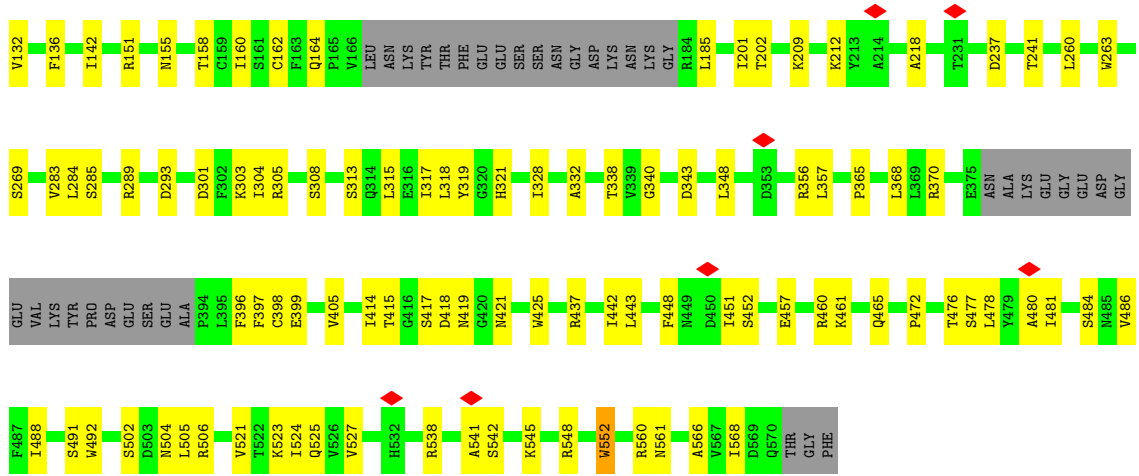 V132 F136 I142 R151 N155 T158 C159 I160 S161 C162 F163 Q164 P165 V166 LEU ASN LYS TYR THR PHE GLU GLU SER SER ASN GLY ASP LYS ASN LYS GLY R184 L185 I201 T202 K209 K212 Y213 A214 A218 T231 D237 T241 L260 W263
S269 V283 L284 S285 R289 D293 D301 F302 K303 I304 R305 S308 S313 Q314 L315 E316 I317 L318 Y319 G320 H321 I328 A332 T338 V339 G340 D343 L348 D353 R356 L357 P365 L368 L369 R370 E375 ASN ALA LYS GLU GLY GLU ASP GLY
GLU VAL LYS TYR PRO ASP GLU SER GLU ALA P394 L395 F396 F397 C398 E399 V405 I414 T415 G416 S417 D418 N419 G420 N421 W425 R437 I442 L443 F448 N449 D450 I451 S452 E457 R460 K461 Q465 P472 T476 S477 L478 Y479 A480 I481 S484 N485 V486
F487 I488 S491 W492 S502 D503 N504 L505 R506 V521 T522 K523 I524 Q525 V526 V527 H532 R538 A541 S542 K545 R548 W552 R560 N561 A566 V567 I568 D569 Q570 THR GLY PHE